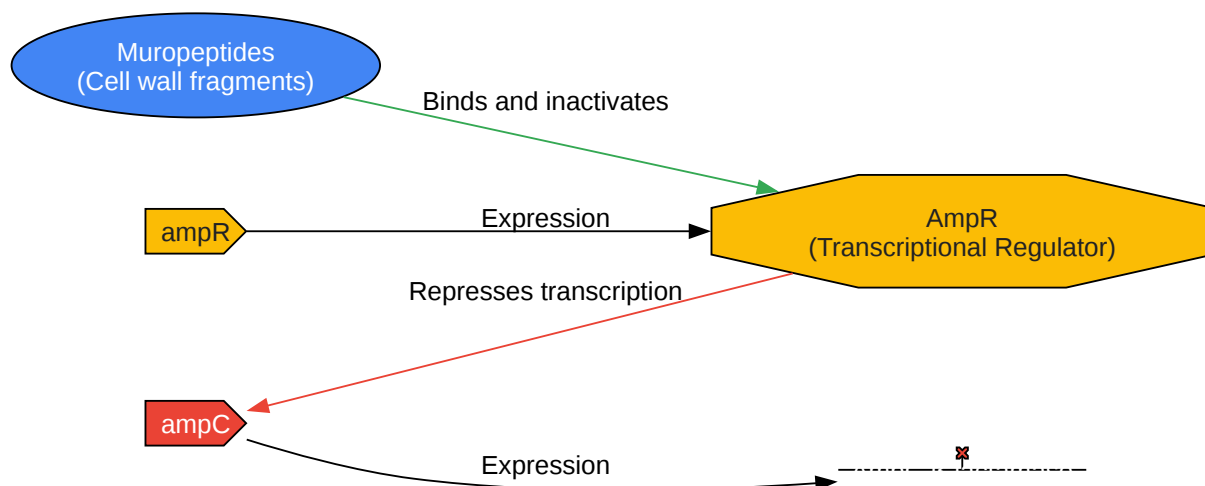 Muropeptides
(Cell wall fragments)
Binds and inactivates
ampR
Expression
AmpR
(Transcriptional Regulator)
Represses transcription
ampC
Expression